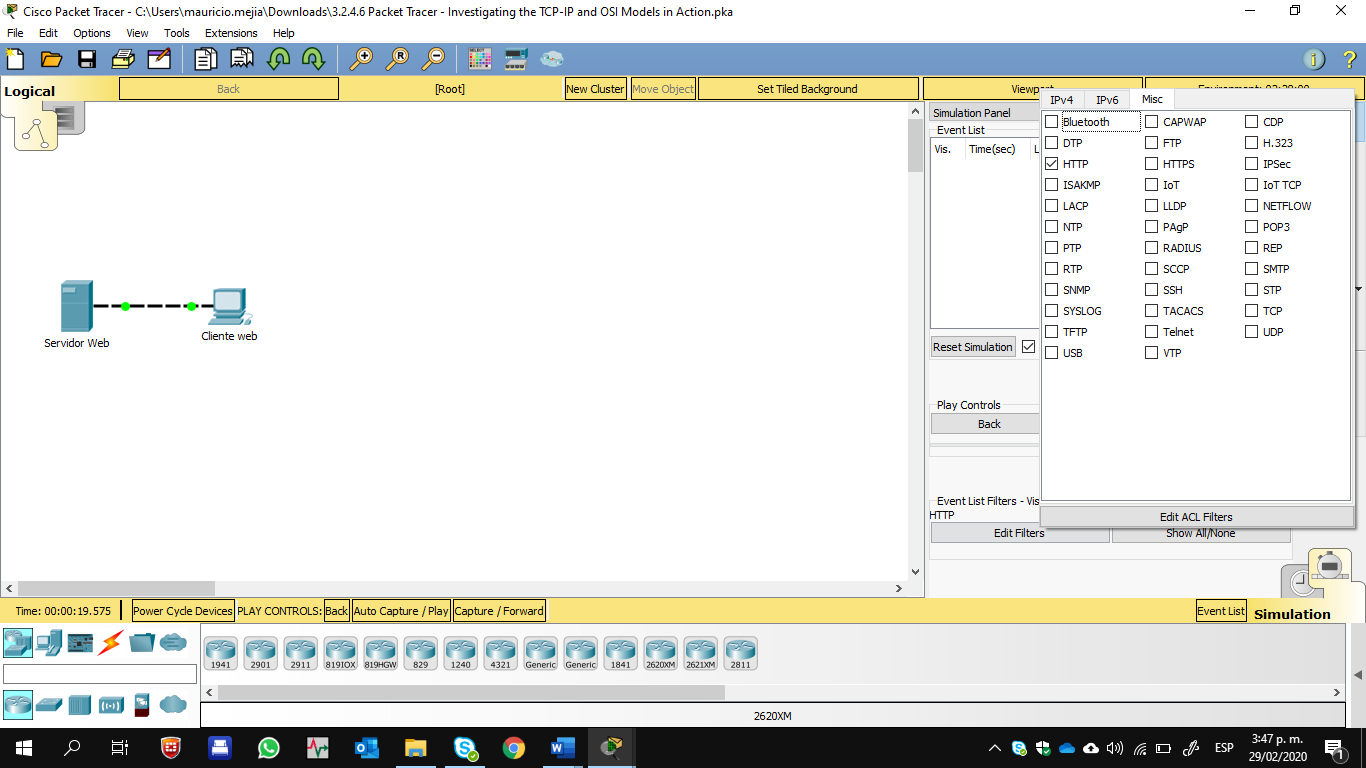 Cisco Packet Tracer - C:\Users\mauricio.mejia\Downloads\3.2.4.6 Packet Tracer - Investigating the TCP-IP and OSI Models in Action.pka
File Edit Options View Tools Extensions Help
Logical Back [Root] New Cluster Move Object Set Tiled Background Viewport
IPv4 IPv6 Misc
Simulation Panel
Event List
Vis. Time(sec) L
Bluetooth CAPWAP CDP
DTP FTP H.323
HTTP HTTPS IPSec
ISAKMP IoT IoT TCP
LACP LLDP NETFLOW
NTP PAgP POP3
PTP RADIUS REP
RTP SCCP SMTP
SNMP SSH STP
SYSLOG TACACS TCP
TFTP Telnet UDP
USB VTP
Servidor Web
Cliente web
Reset Simulation
Play Controls
Back
Event List Filters - Vis
HTTP
Edit ACL Filters
Edit Filters Show All/None
Time: 00:00:19.575 Power Cycle Devices PLAY CONTROLS: Back Auto Capture / Play Capture / Forward Event List Simulation
1941 2901 2911 819IOX 819HGW 829 1240 4321 Generic Generic 1841 2620XM 2621XM 2811
2620XM
ESP
3:47 p. m.
29/02/2020
1